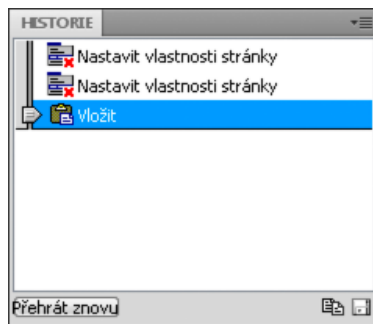 HISTORIE
Nastavit vlastnosti stránky
Nastavit vlastnosti stránky
Vložit
Přehrát znovu